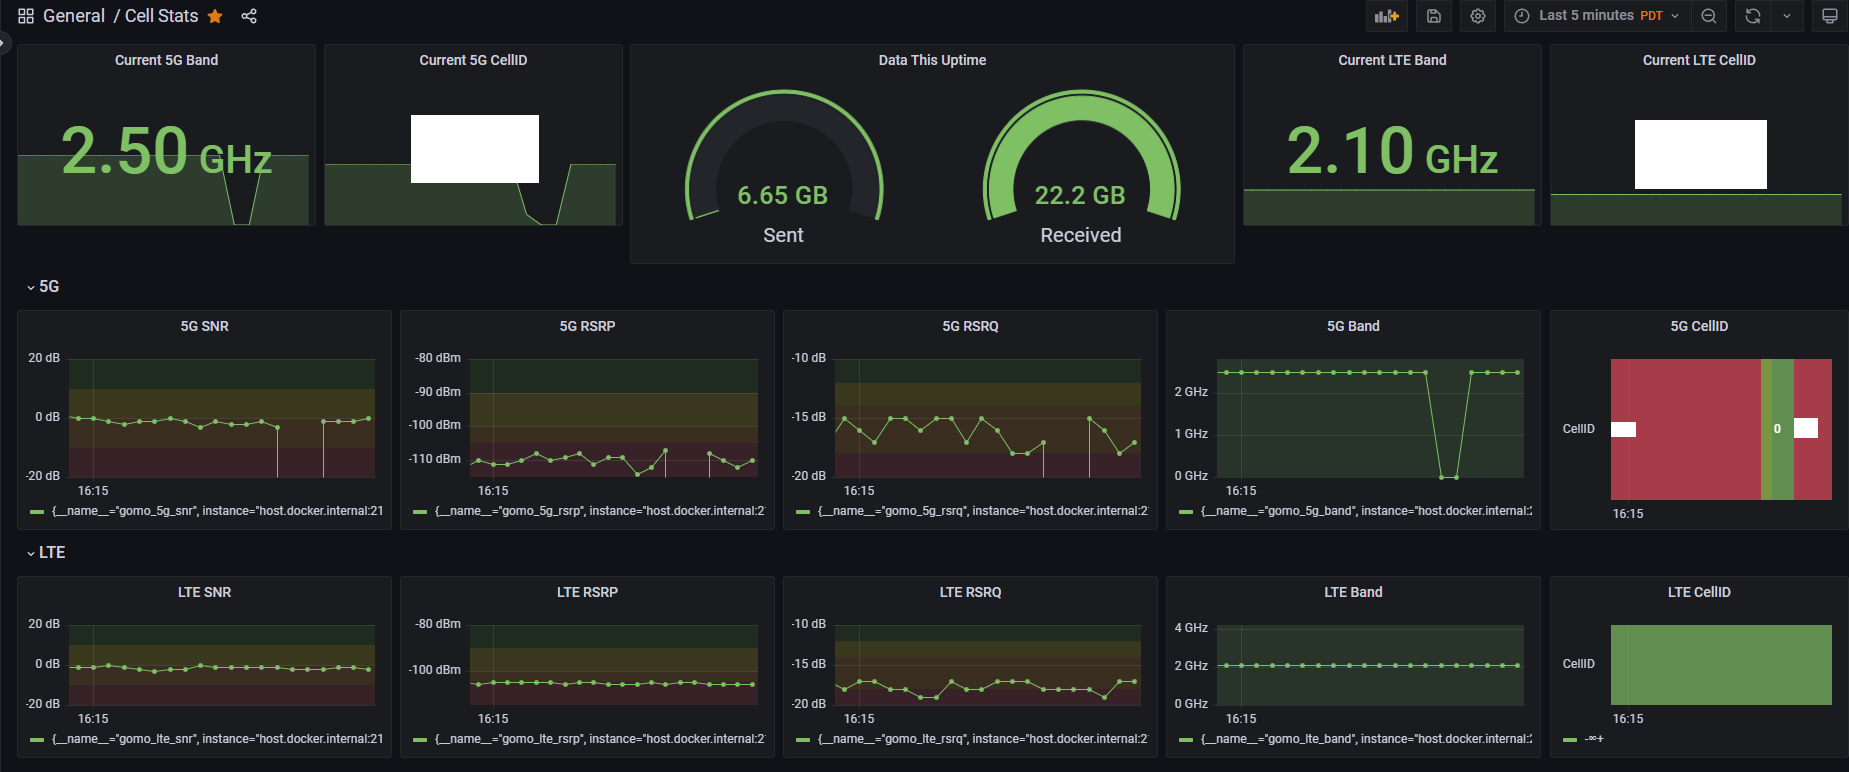 General / Cell Stats
Last 5 minutes PDT
Current 5G Band
2.50 GHz
Current 5G CellID
Data This Uptime
6.65 GB
Sent
22.2 GB
Received
Current LTE Band
2.10 GHz
Current LTE CellID
5G
5G SNR
20 dB
0 dB
-20 dB
16:15
{__name__="gomo_5g_snr", instance="host.docker.internal:21
5G RSRP
-80 dBm
-90 dBm
-100 dBm
-110 dBm
16:15
{__name__="gomo_5g_rsrp", instance="host.docker.internal:2
5G RSRQ
-10 dB
-15 dB
-20 dB
16:15
{__name__="gomo_5g_rsrq", instance="host.docker.internal:2
5G Band
2 GHz
1 GHz
0 GHz
16:15
{__name__="gomo_5g_band", instance="host.docker.internal:2
5G CellID
CellID
0
16:15
LTE
LTE SNR
20 dB
0 dB
-20 dB
16:15
{__name__="gomo_lte_snr", instance="host.docker.internal:21
LTE RSRP
-80 dBm
-100 dBm
16:15
{__name__="gomo_lte_rsrp", instance="host.docker.internal:2
LTE RSRQ
-10 dB
-15 dB
-20 dB
16:15
{__name__="gomo_lte_rsrq", instance="host.docker.internal:2
LTE Band
4 GHz
2 GHz
0 GHz
16:15
{__name__="gomo_lte_band", instance="host.docker.internal:2
LTE CellID
CellID
16:15
-∞+